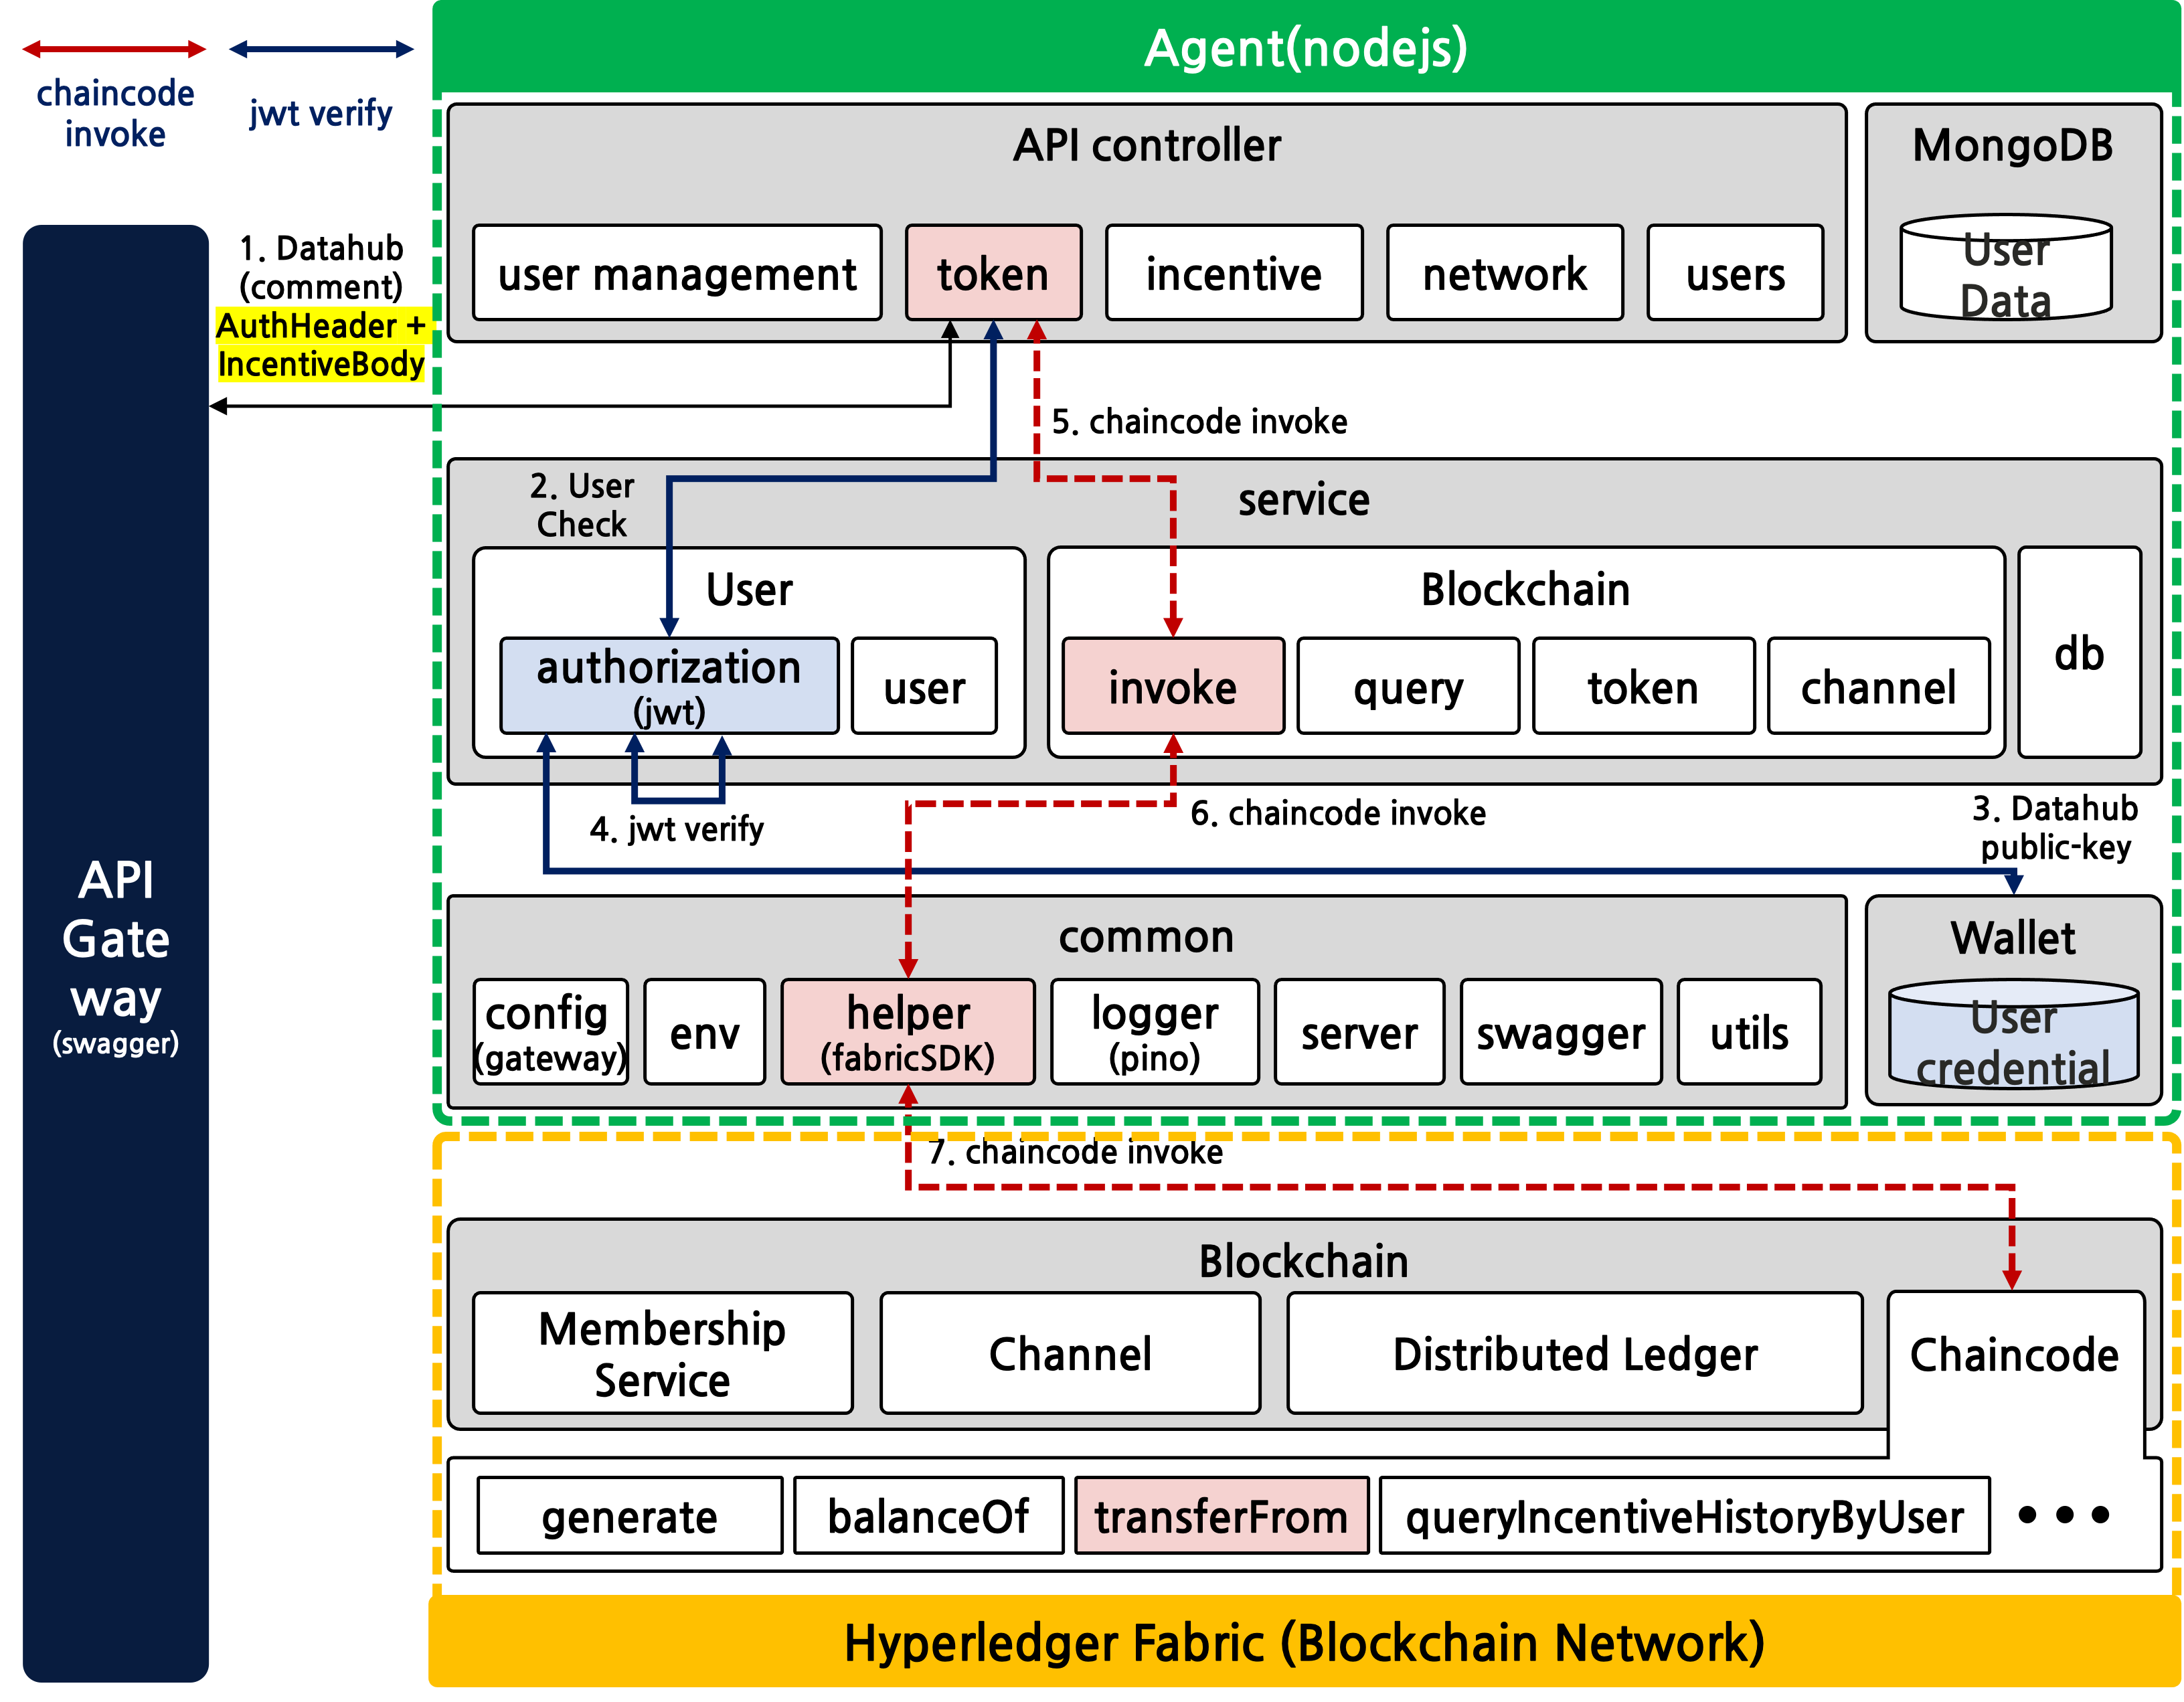 Agent(nodejs)
chaincode
invoke
jwt verify
API controller
MongoDB
user management
token
incentive
network
users
User
Data
1. Datahub
(comment)
AuthHeader +
IncentiveBody
5. chaincode invoke
2. User
Check
service
User
Blockchain
authorization
(jwt)
user
invoke
query
token
channel
db
4. jwt verify
6. chaincode invoke
3. Datahub
public-key
API
Gate
way
(swagger)
common
Wallet
config
(gateway)
env
helper
(fabricSDK)
logger
(pino)
server
swagger
utils
User
credential
7. chaincode invoke
Blockchain
Membership
Service
Channel
Distributed Ledger
Chaincode
generate
balanceOf
transferFrom
queryIncentiveHistoryByUser
•••
Hyperledger Fabric (Blockchain Network)